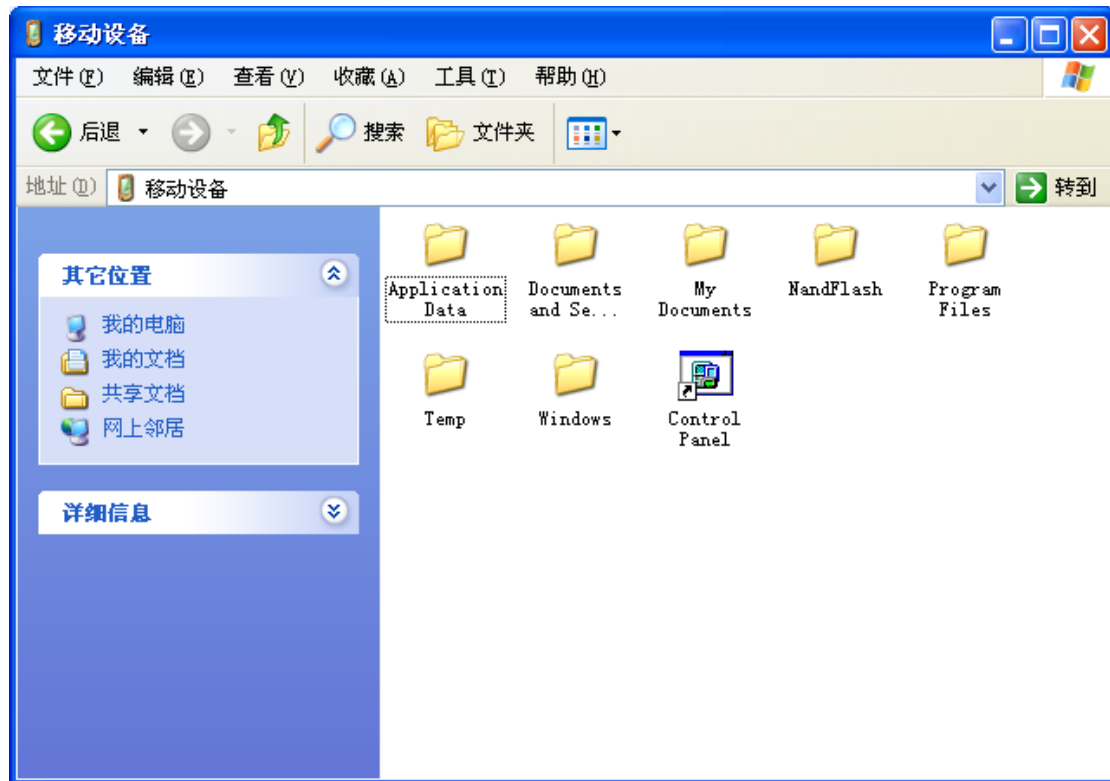 移动设备
文件(F) 编辑(E) 查看(V) 收藏(A) 工具(T) 帮助(H)
后退 搜索 文件夹
地址(D) 移动设备 转到
其它位置
我的电脑
我的文档
共享文档
网上邻居
详细信息
Application
Data
Documents
and Se...
My
Documents
NandFlash
Program
Files
Temp
Windows
Control
Panel